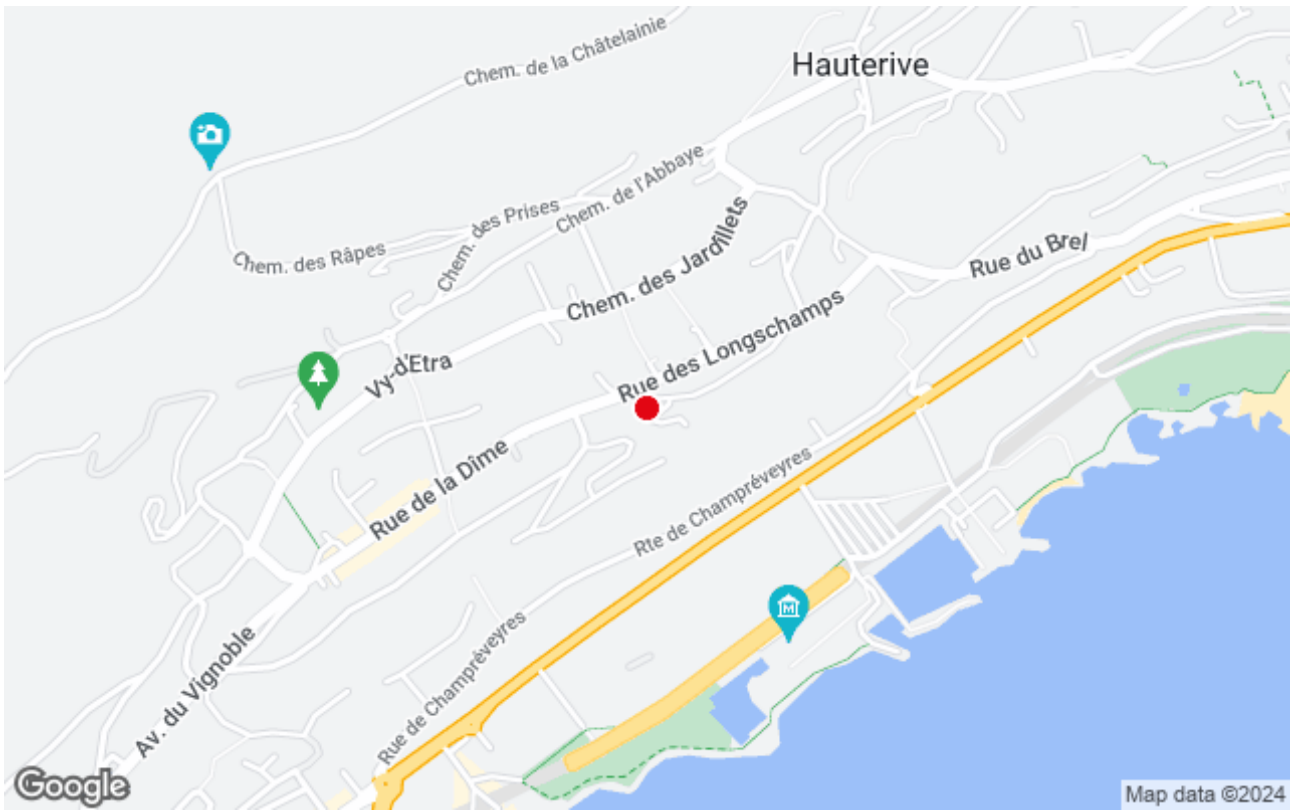 Chem. de la Châtelainie
Hauterive
Chem. de l'Abbaye
Chem. des Prises
Chem. des Râpes
Chem. des Jardillets
Rue du Brel
Vy-d'Etra
Rue des Longschamps
Rue de la Dîme
Rte de Champréveyres
Rue de Champréveyres
Av. du Vignoble
M
Google
Map data ©2024